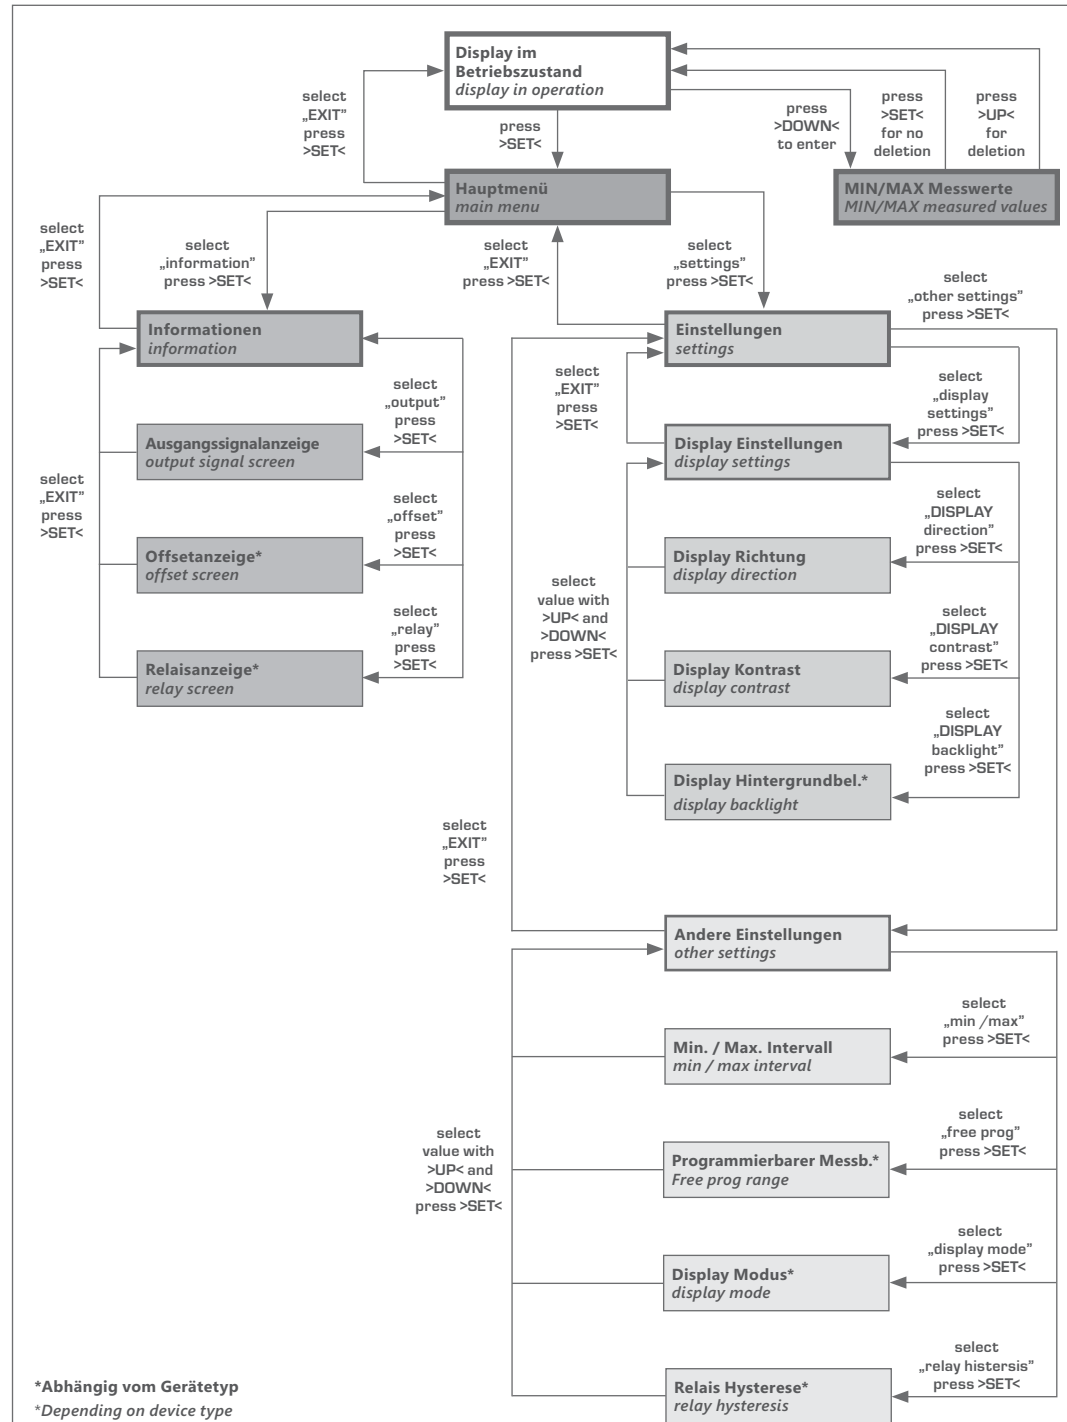 Display im
Betriebszustand
display in operation
select
„EXIT”
press
>SET<
press
>SET<
press
>DOWN<
to enter
press
>SET<
for no
deletion
press
>UP<
for
deletion
Hauptmenü
main menu
MIN/MAX Messwerte
MIN/MAX measured values
select
„EXIT”
press
>SET<
select
„information”
press >SET<
select
„EXIT”
press >SET<
select
„settings”
press >SET<
select
„other settings”
press >SET<
Informationen
information
Einstellungen
settings
select
„output”
press
>SET<
select
„EXIT”
press
>SET<
select
„display
settings”
press >SET<
Ausgangssignalanzeige
output signal screen
Display Einstellungen
display settings
select
„EXIT”
press
>SET<
select
„offset”
press
>SET<
select
„DISPLAY
direction”
press >SET<
Offsetanzeige*
offset screen
Display Richtung
display direction
select
value with
>UP< and
>DOWN<
press >SET<
select
„relay”
press
>SET<
select
„DISPLAY
contrast”
press >SET<
Relaisanzeige*
relay screen
Display Kontrast
display contrast
select
„DISPLAY
backlight”
press >SET<
Display Hintergrundbel.*
display backlight
select
„EXIT”
press
>SET<
Andere Einstellungen
other settings
select
„min /max”
press >SET<
Min. / Max. Intervall
min / max interval
select
value with
>UP< and
>DOWN<
press >SET<
select
„free prog”
press >SET<
Programmierbarer Messb.*
Free prog range
select
„display mode”
press >SET<
Display Modus*
display mode
select
„relay histersis”
press >SET<
Relais Hysterese*
relay hysteresis
*Abhängig vom Gerätetyp
*Depending on device type